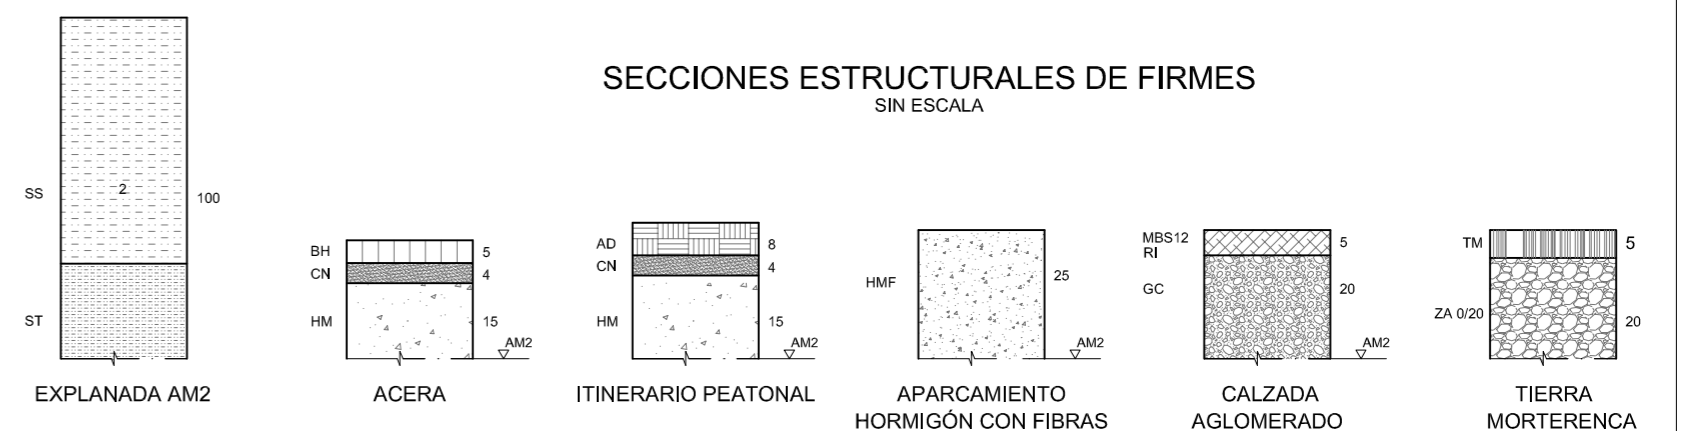 SECCIONES ESTRUCTURALES DE FIRMES
SIN ESCALA
SS
2
100
ST
EXPLANADA AM2
BH
5
CN
4
HM
15
AM2
ACERA
AD
8
CN
4
HM
15
AM2
ITINERARIO PEATONAL
HMF
25
AM2
APARCAMIENTO
HORMIGÓN CON FIBRAS
MBS12
RI
5
GC
20
AM2
CALZADA
AGLOMERADO
TM
5
ZA 0/20
20
TIERRA
MORTERENCA